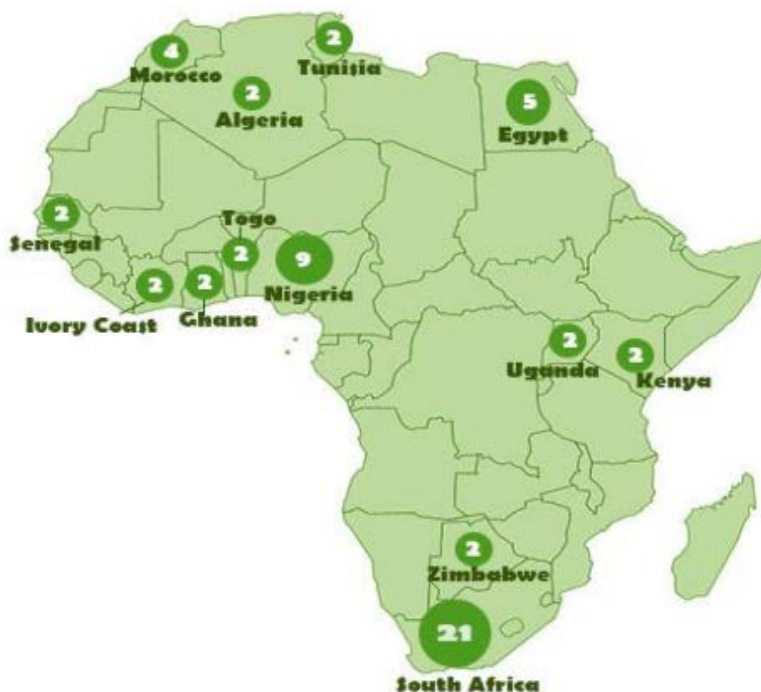 4
Morocco
2
Tunisia
2
Algeria
5
Egypt
2
Senegal
Togo
2
9
Nigeria
2
Ivory Coast
2
Ghana
2
Uganda
2
Kenya
2
Zimbabwe
21
South Africa